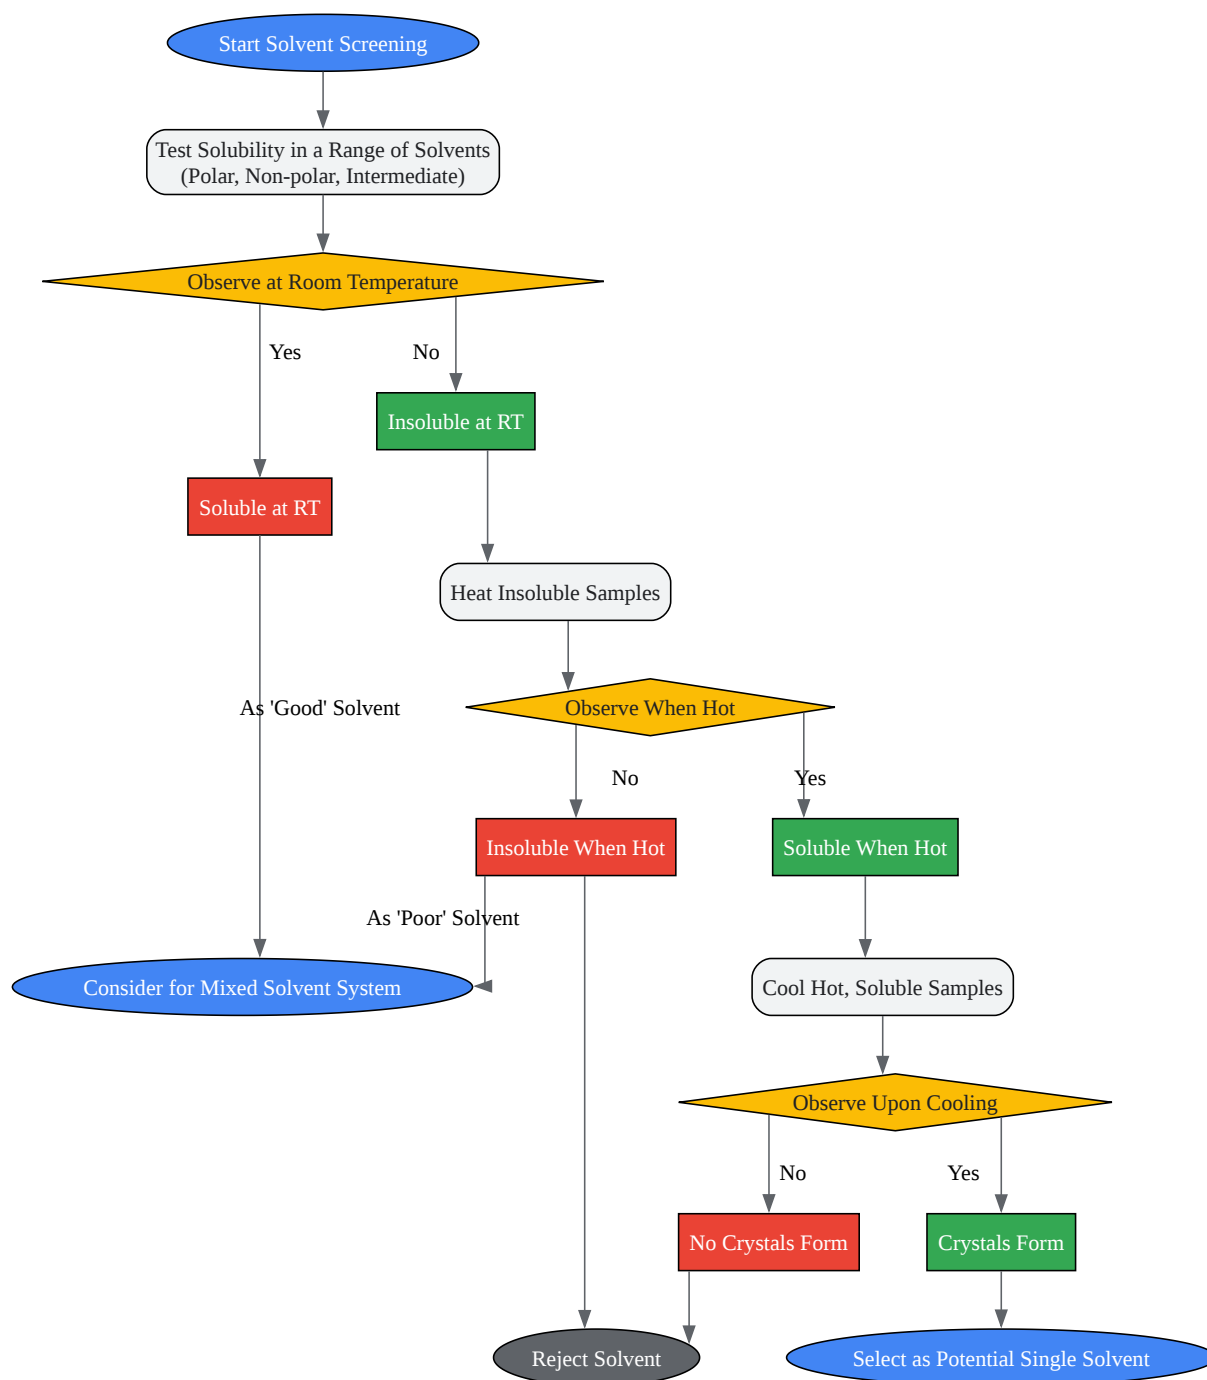 Start Solvent Screening
Test Solubility in a Range of Solvents
(Polar, Non-polar, Intermediate)
Observe at Room Temperature
Yes
No
Insoluble at RT
Soluble at RT
Heat Insoluble Samples
As 'Good' Solvent
Observe When Hot
No
Yes
Insoluble When Hot
Soluble When Hot
As 'Poor' Solvent
Consider for Mixed Solvent System
Cool Hot, Soluble Samples
Observe Upon Cooling
No
Yes
No Crystals Form
Crystals Form
Reject Solvent
Select as Potential Single Solvent